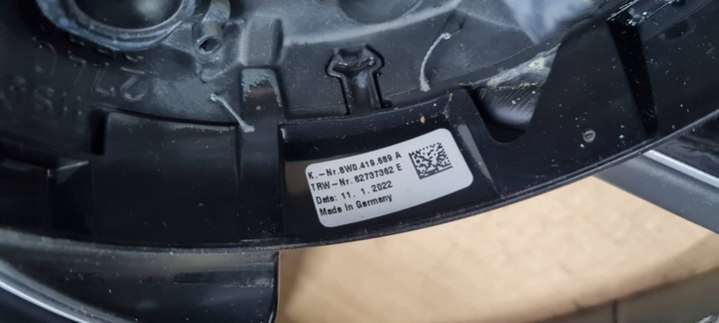 K.-Nr.8W0.419.689 A
TRW-Nr. 62737362 E
Date: 11. 1. 2022
Made in Germany